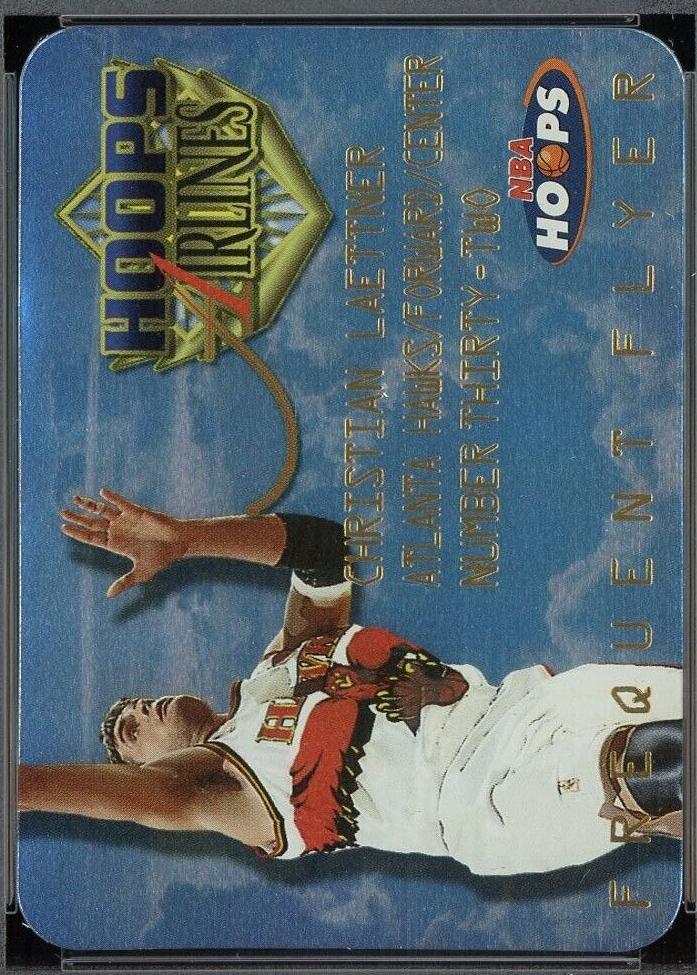 HOOPS
AIRLINES
CHRISTIAN LAETTNER
ATLANTA HAWKS/FORWARD/CENTER
NUMBER THIRTY-TWO
NBA
HOOPS
FREQUENT FLYER